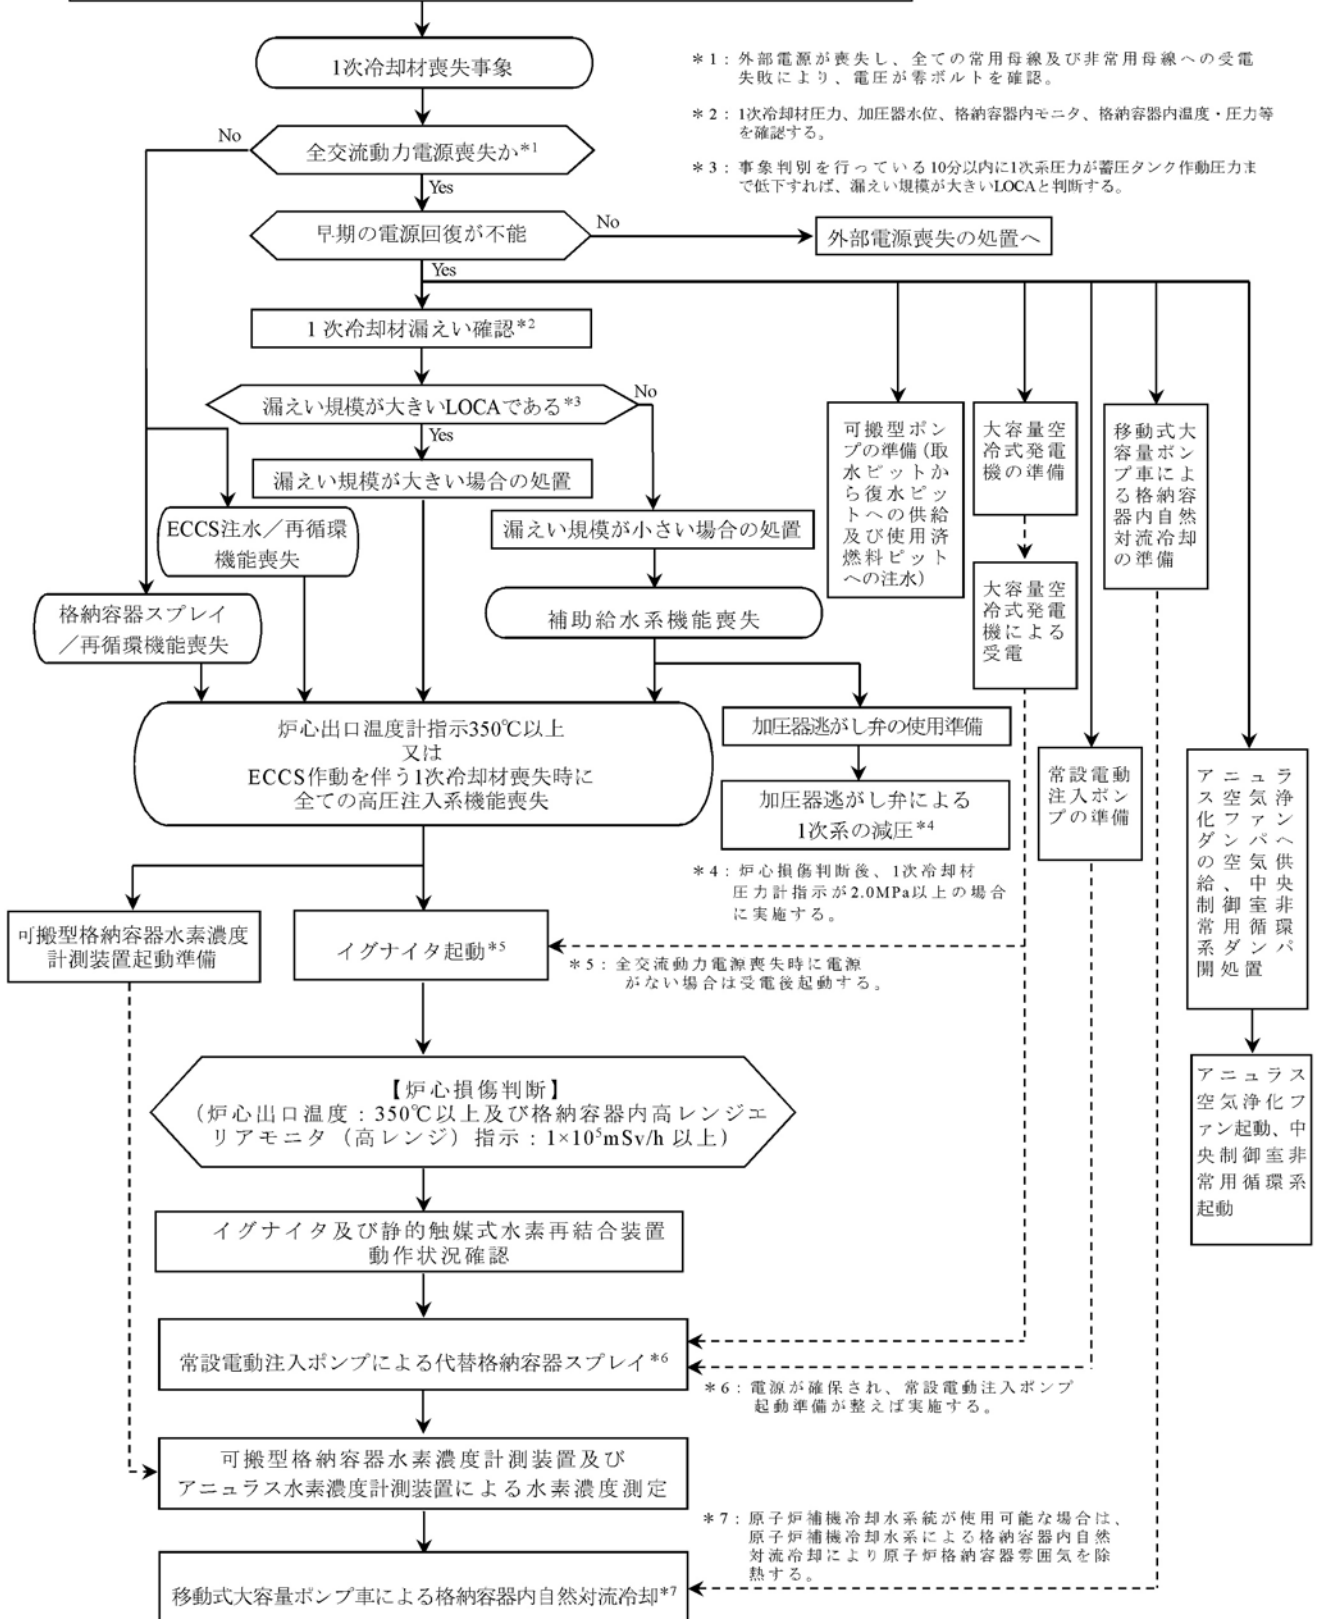 1次冷却材喪失事象
＊1：外部電源が喪失し、全ての常用母線及び非常用母線への受電
失敗により、電圧が零ボルトを確認。
＊2：1次冷却材圧力、加圧器水位、格納容器内モニタ、格納容器内温度・圧力等
を確認する。
＊3：事象判別を行っている10分以内に1次系圧力が蓄圧タンク作動圧力ま
で低下すれば、漏えい規模が大きいLOCAと判断する。
No
全交流動力電源喪失か＊1
Yes
早期の電源回復が不能
No
外部電源喪失の処置へ
Yes
1次冷却材漏えい確認＊2
漏えい規模が大きいLOCAである＊3
No
Yes
漏えい規模が大きい場合の処置
ECCS注水／再循環
機能喪失
漏えい規模が小さい場合の処置
格納容器スプレイ
／再循環機能喪失
補助給水系機能喪失
可搬型ポン
プの準備(取
水ピットか
ら復水ピッ
トへの供給
及び使用済
燃料ピット
への注水)
大容量空
冷式発電
機の準備
大容量空
冷式発電
機による
受電
移動式大
容量ポン
プ車によ
る格納容
器内自然
対流冷却
の準備
炉心出口温度計指示350℃以上
又は
ECCS作動を伴う1次冷却材喪失時に
全ての高圧注入系機能喪失
加圧器逃がし弁の使用準備
加圧器逃がし弁による
1次系の減圧＊4
＊4：炉心損傷判断後、1次冷却材
圧力計指示が2.0MPa以上の場合
に実施する。
常設電動
注入ポン
プの準備
アニュラ
ス空気浄
化ファン
ダンパへ
の空気供
給、中央
制御室非
常用循環
系ダンパ
開処置
可搬型格納容器水素濃度
計測装置起動準備
イグナイタ起動＊5
＊5：全交流動力電源喪失時に電源
がない場合は受電後起動する。
アニュラス
空気浄化フ
ァン起動、中
央制御室非
常用循環系
起動
【炉心損傷判断】
（炉心出口温度：350℃以上及び格納容器内高レンジエ
リアモニタ（高レンジ）指示：1×10⁵mSv/h 以上）
イグナイタ及び静的触媒式水素再結合装置
動作状況確認
常設電動注入ポンプによる代替格納容器スプレイ＊6
＊6：電源が確保され、常設電動注入ポンプ
起動準備が整えば実施する。
可搬型格納容器水素濃度計測装置及び
アニュラス水素濃度計測装置による水素濃度測定
＊7：原子炉補機冷却水系統が使用可能な場合は、
原子炉補機冷却水系による格納容器内自然
対流冷却により原子炉格納容器雰囲気を除
熱する。
移動式大容量ポンプ車による格納容器内自然対流冷却＊7